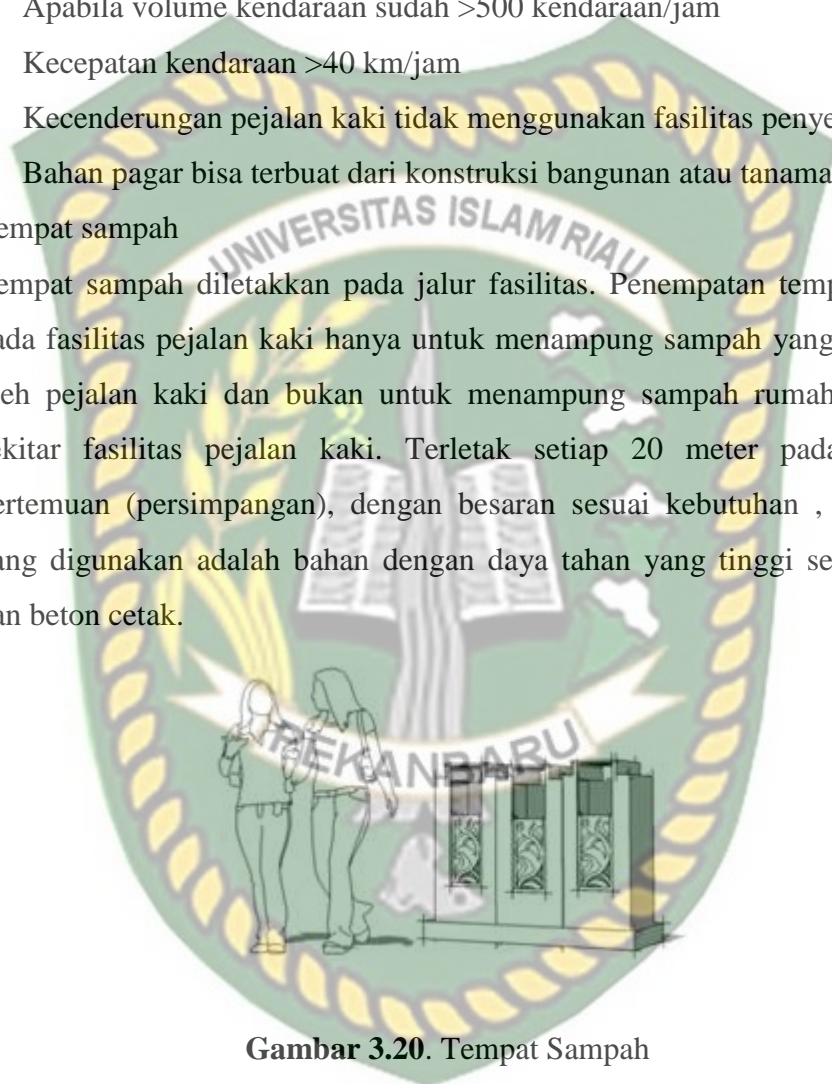 Apabila volume kendaraan sudah >500 kendaraan/jam
Kecepatan kendaraan >40 km/jam
Kecenderungan pejalan kaki tidak menggunakan fasilitas penye
Bahan pagar bisa terbuat dari konstruksi bangunan atau tanama
empat sampah
UNIVERSITAS ISLAM RIAU
empat sampah diletakkan pada jalur fasilitas. Penempatan temp
ada fasilitas pejalan kaki hanya untuk menampung sampah yang
eh pejalan kaki dan bukan untuk menampung sampah rumah
ekitar fasilitas pejalan kaki. Terletak setiap 20 meter pada
ertemuan (persimpangan), dengan besaran sesuai kebutuhan ,
ang digunakan adalah bahan dengan daya tahan yang tinggi se
an beton cetak.
PEKANBARU
Gambar 3.20. Tempat Sampah